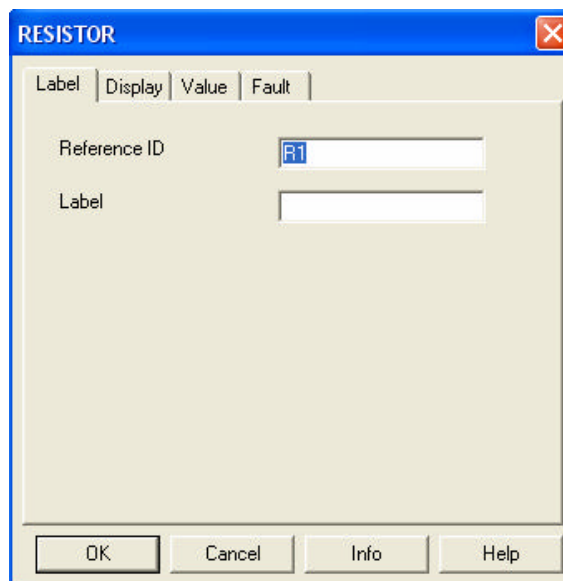 RESISTOR
Label Display Value Fault
Reference ID R1
Label
OK Cancel Info Help